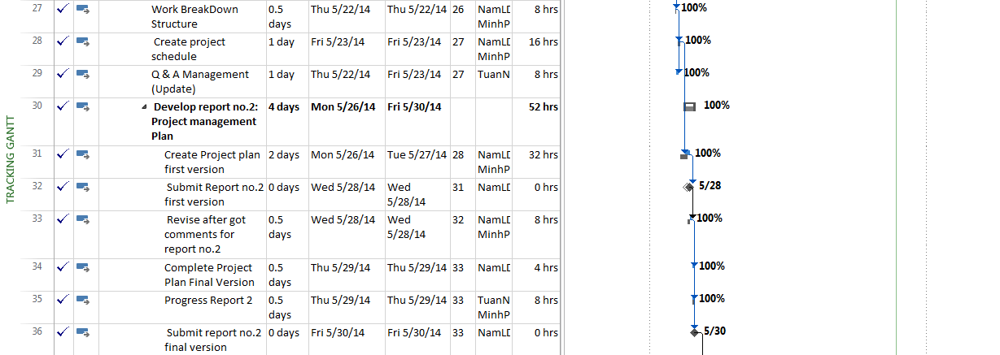 TRACKING GANTT
27 Work BreakDown 0.5 Thu 5/22/14 Thu 5/22/14 26 NamLD 8 hrs 100%
Structure days MinhP
28 Create project 1 day Fri 5/23/14 Fri 5/23/14 27 NamLD 16 hrs 100%
schedule MinhP
29 Q & A Management 1 day Thu 5/22/14 Fri 5/23/14 27 TuanN 8 hrs 100%
(Update)
30 Develop report no.2: 4 days Mon 5/26/14 Fri 5/30/14 52 hrs 100%
Project management
Plan
31 Create Project plan 2 days Mon 5/26/14 Tue 5/27/14 28 NamLD 32 hrs 100%
first version MinhP
32 Submit Report no.2 0 days Wed 5/28/14 Wed 31 NamLD 0 hrs 5/28
first version 5/28/14
33 Revise after got 0.5 Wed 5/28/14 Wed 32 NamLD 8 hrs 100%
comments for days 5/28/14 MinhP
report no.2
34 Complete Project 0.5 Thu 5/29/14 Thu 5/29/14 33 NamLD 4 hrs 100%
Plan Final Version days
35 Progress Report 2 0.5 Thu 5/29/14 Thu 5/29/14 33 TuanN 8 hrs 100%
days MinhP
36 Submit report no.2 0 days Fri 5/30/14 Fri 5/30/14 33 NamLD 0 hrs 5/30
final version